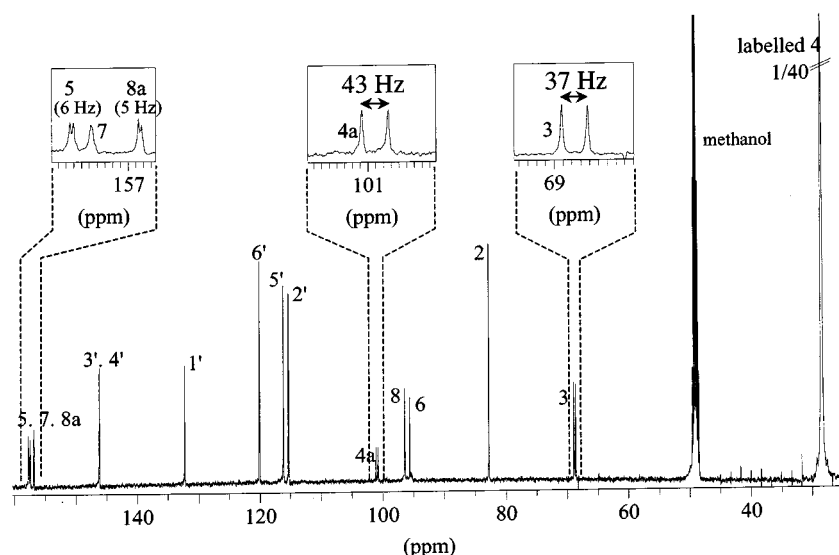 labelled 4
1/40
methanol
43 Hz
37 Hz
5
(6 Hz)
7
8a
(5 Hz)
4a
3
157
101
69
(ppm)
(ppm)
(ppm)
6'
5'
2'
2
3'. 4'
1'
8
6
3
5. 7. 8a
4a
140
120
100
80
60
40
(ppm)